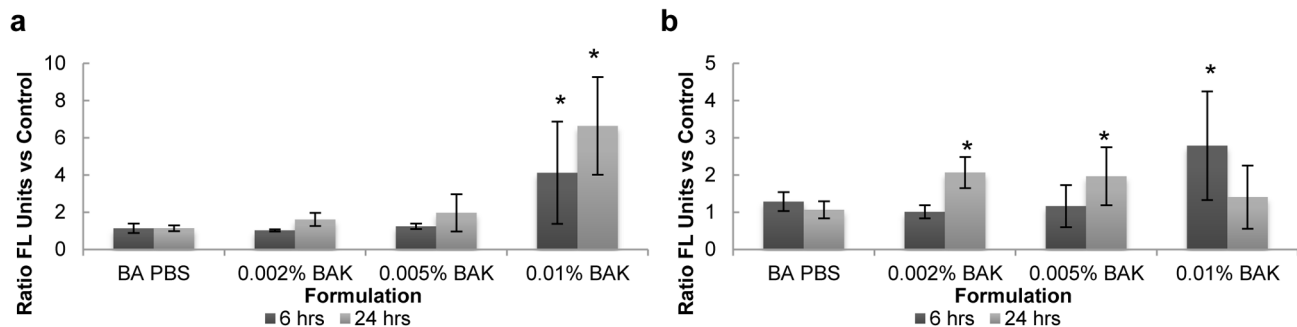 a
Ratio FL Units vs Control
10
8
6
4
2
0
* *
BA PBS 0.002% BAK 0.005% BAK 0.01% BAK
Formulation
6 hrs 24 hrs
b
Ratio FL Units vs Control
5
4
3
2
1
0
* * *
BA PBS 0.002% BAK 0.005% BAK 0.01% BAK
Formulation
6 hrs 24 hrs